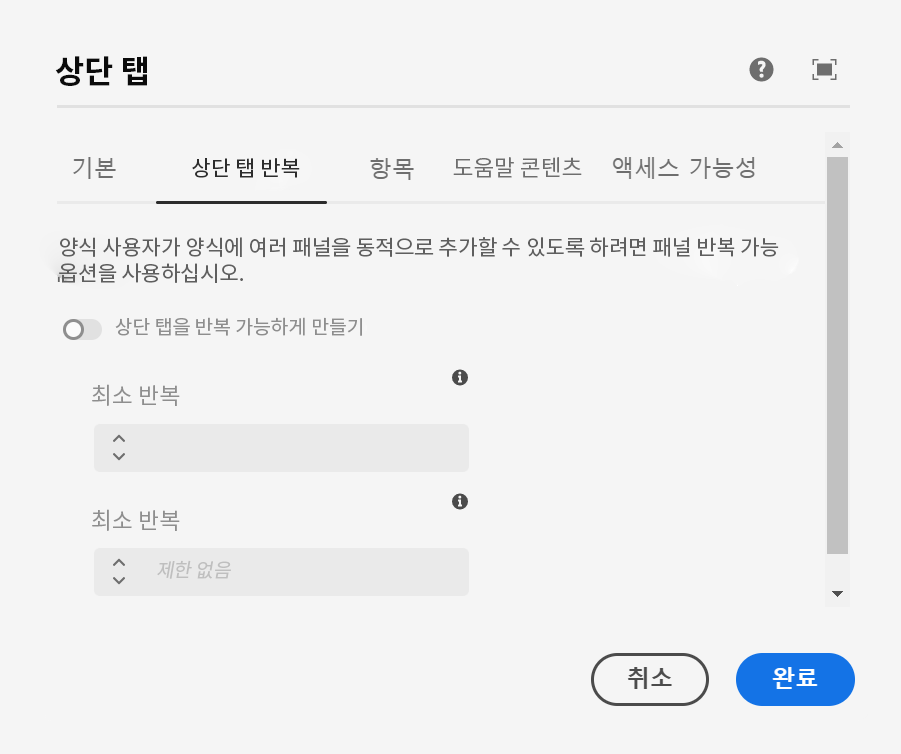 상단 탭
기본 상단 탭 반복 항목 도움말 콘텐츠 액세스 가능성
양식 사용자가 양식에 여러 패널을 동적으로 추가할 수 있도록 하려면 패널 반복 가능
옵션을 사용하십시오.
상단 탭을 반복 가능하게 만들기
최소 반복
최소 반복
제한 없음
취소 완료